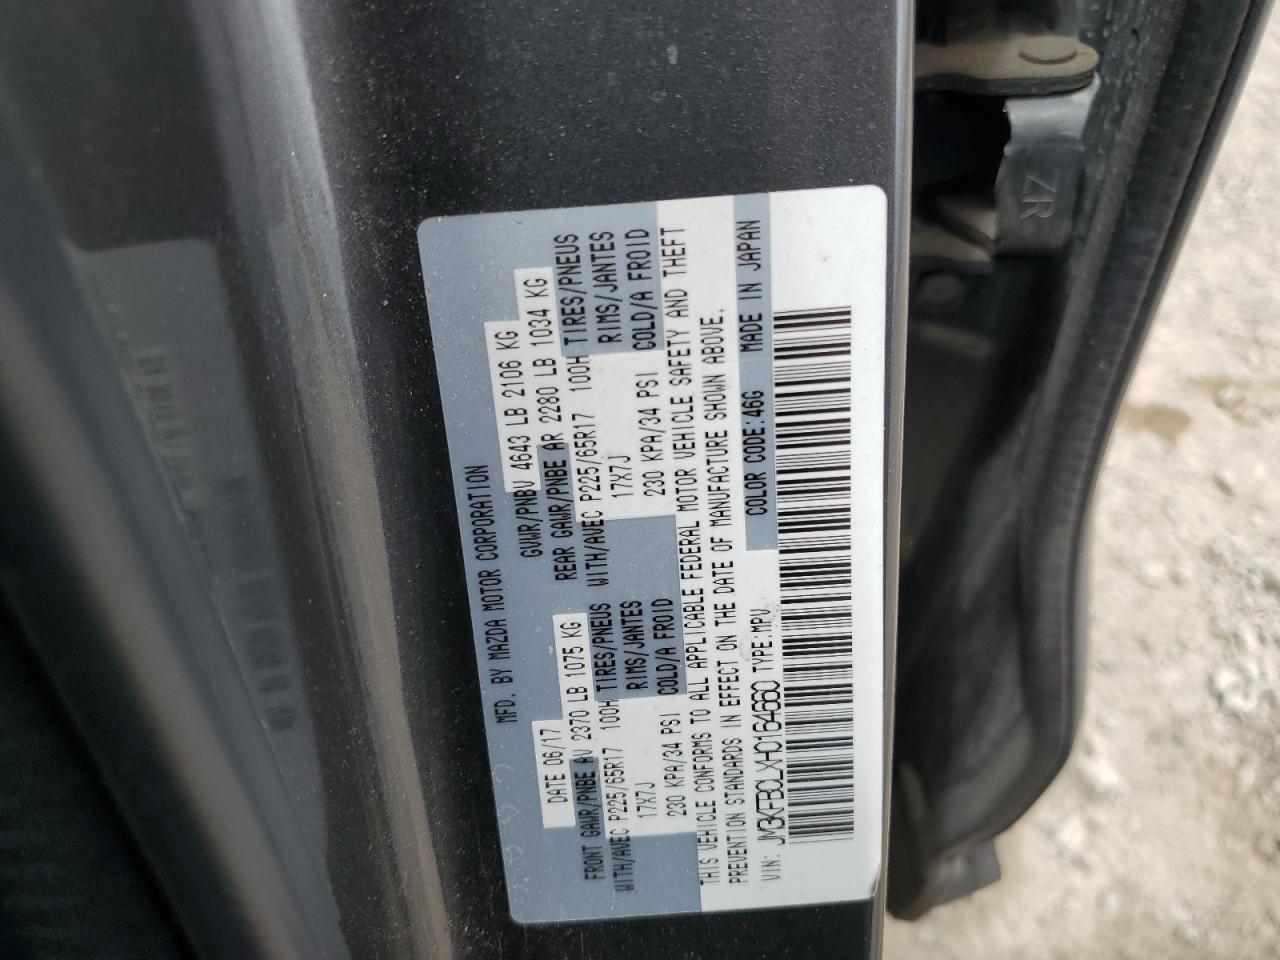 MFD. BY MAZDA MOTOR CORPORATION
DATE 06/17 GVWR/PNBV 4643 LB 2106 KG
FRONT GAWR/PNBE AV 2370 LB 1075 KG REAR GAWR/PNBE AR 2280 LB 1034 KG
WITH/AVEC P225/65R17 100H TIRES/PNEUS WITH/AVEC P225/65R17 100H TIRES/PNEUS
17X7J RIMS/JANTES 17X7J RIMS/JANTES
230 KPA/34 PSI COLD/A FROID 230 KPA/34 PSI COLD/A FROID
THIS VEHICLE CONFORMS TO ALL APPLICABLE FEDERAL MOTOR VEHICLE SAFETY AND THEFT
PREVENTION STANDARDS IN EFFECT ON THE DATE OF MANUFACTURE SHOWN ABOVE.
VIN: JM3KFBCLXH0164660 TYPE:MPV COLOR CODE:46G MADE IN JAPAN
ZR